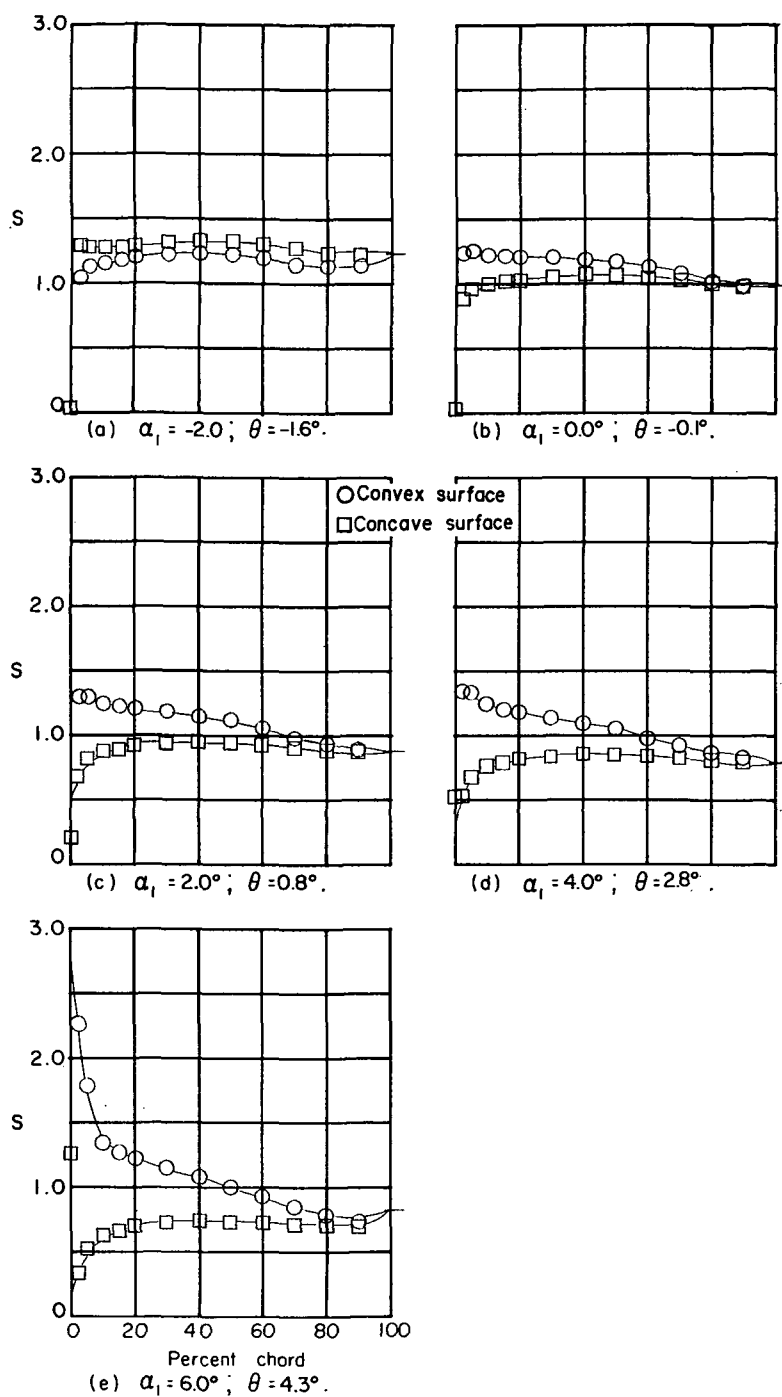 3.0
2.0
S
1.0
0
(a) α₁ = -2.0 ; θ = -1.6°.
(b) α₁ = 0.0° ; θ = -0.1°.
3.0
○ Convex surface
□ Concave surface
2.0
S
1.0
0
(c) α₁ = 2.0° ; θ = 0.8°.
(d) α₁ = 4.0° ; θ = 2.8°.
3.0
2.0
S
1.0
0
0 20 40 60 80 100
Percent chord
(e) α₁ = 6.0° ; θ = 4.3°.